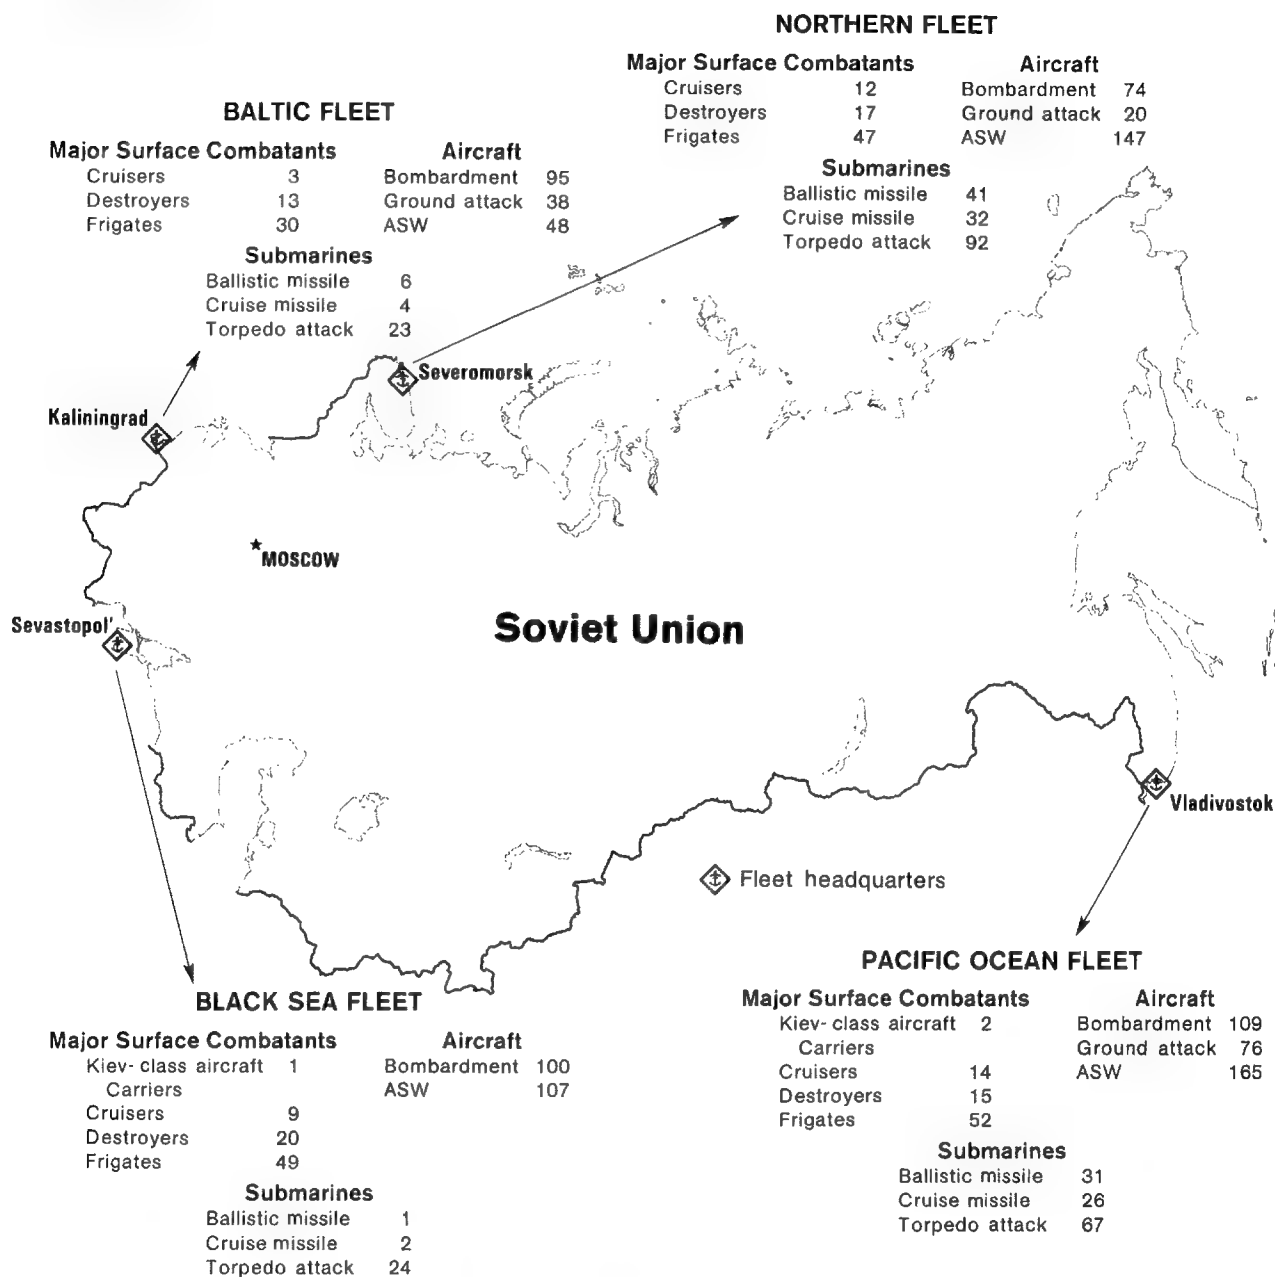 NORTHERN FLEET
Major Surface Combatants Aircraft
Cruisers 12 Bombardment 74
Destroyers 17 Ground attack 20
Frigates 47 ASW 147
Submarines
Ballistic missile 41
Cruise missile 32
Torpedo attack 92
BALTIC FLEET
Major Surface Combatants Aircraft
Cruisers 3 Bombardment 95
Destroyers 13 Ground attack 38
Frigates 30 ASW 48
Submarines
Ballistic missile 6
Cruise missile 4
Torpedo attack 23
Severomorsk
Kaliningrad
MOSCOW
Sevastopol'
Soviet Union
Vladivostok
Fleet headquarters
BLACK SEA FLEET
Major Surface Combatants Aircraft
Kiev-class aircraft 1 Bombardment 100
Carriers ASW 107
Cruisers 9
Destroyers 20
Frigates 49
Submarines
Ballistic missile 1
Cruise missile 2
Torpedo attack 24
PACIFIC OCEAN FLEET
Major Surface Combatants Aircraft
Kiev-class aircraft 2 Bombardment 109
Carriers Ground attack 76
Cruisers 14 ASW 165
Destroyers 15
Frigates 52
Submarines
Ballistic missile 31
Cruise missile 26
Torpedo attack 67